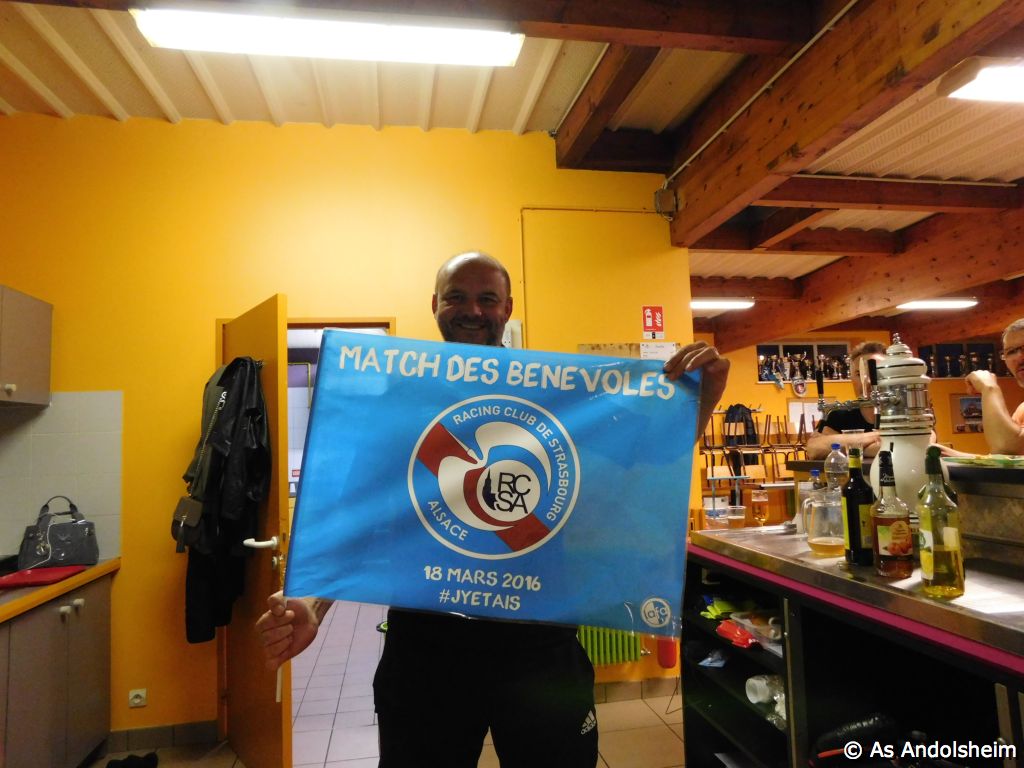 MATCH DES BENEVOLES
RACING CLUB DE STRASBOURG
ALSACE
RC
SA
18 MARS 2016
#JYETAIS
© As Andolsheim